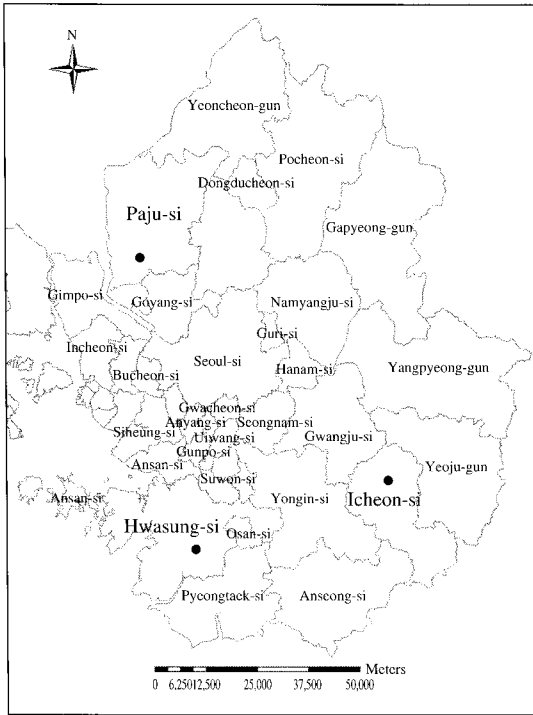 N
Yeoncheon-gun
Pocheon-si
Dongducheon-si
Paju-si
Gapyeong-gun
Gimpo-si
Goyang-si
Namyangju-si
Guri-si
Incheon-si
Bucheon-si
Seoul-si
Hanam-si
Yangpyeong-gun
Gwacheon-si
Anyang-si
Seongnam-si
Siheung-si
Uiwang-si
Gwangju-si
Gunpo-si
Ansan-si
Yeoju-gun
Suwon-si
Ansan-si
Yongin-si
Icheon-si
Hwasung-si
Osan-si
Pyeongtaek-si
Anseong-si
Meters
0 6,250 12,500 25,000 37,500 50,000